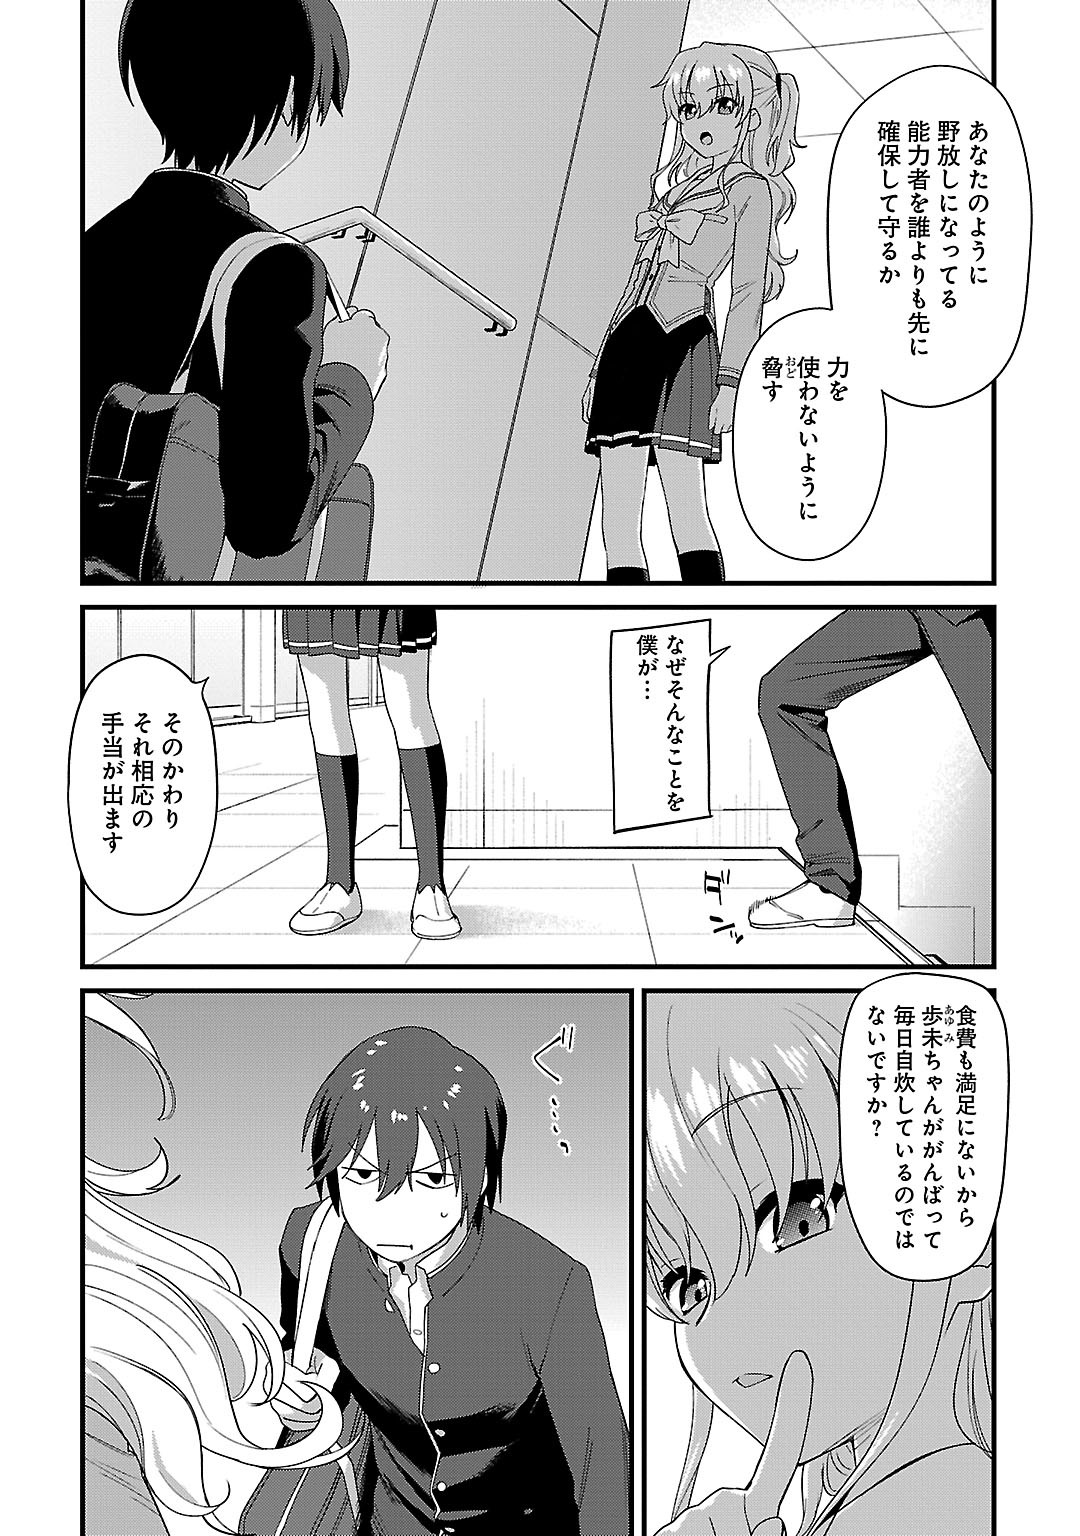 あなたのように
野放しになってる
能力者を誰よりも先に
確保して守るか
力を
使わないように
脅す
おど
なぜそんなことを
僕が…
そのかわり
それ相応の
手当が出ます
食費も満足にないから
歩未ちゃんががんばって
あゆみ
毎日自炊しているのでは
ないですか？